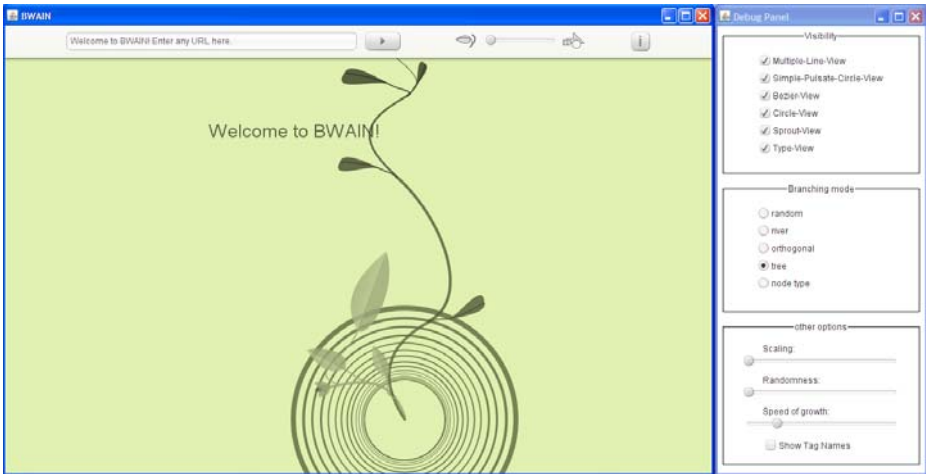 BWAIN
Welcome to BWAIN! Enter any URL here.
i
Welcome to BWAIN!
Debug Panel
Visibility
Multiple-Line-View
Simple-Pulsate-Circle-View
Bezier-View
Circle-View
Sprout-View
Type-View
Branching mode
random
river
orthogonal
tree
node type
other options
Scaling:
Randomness:
Speed of growth:
Show Tag Names